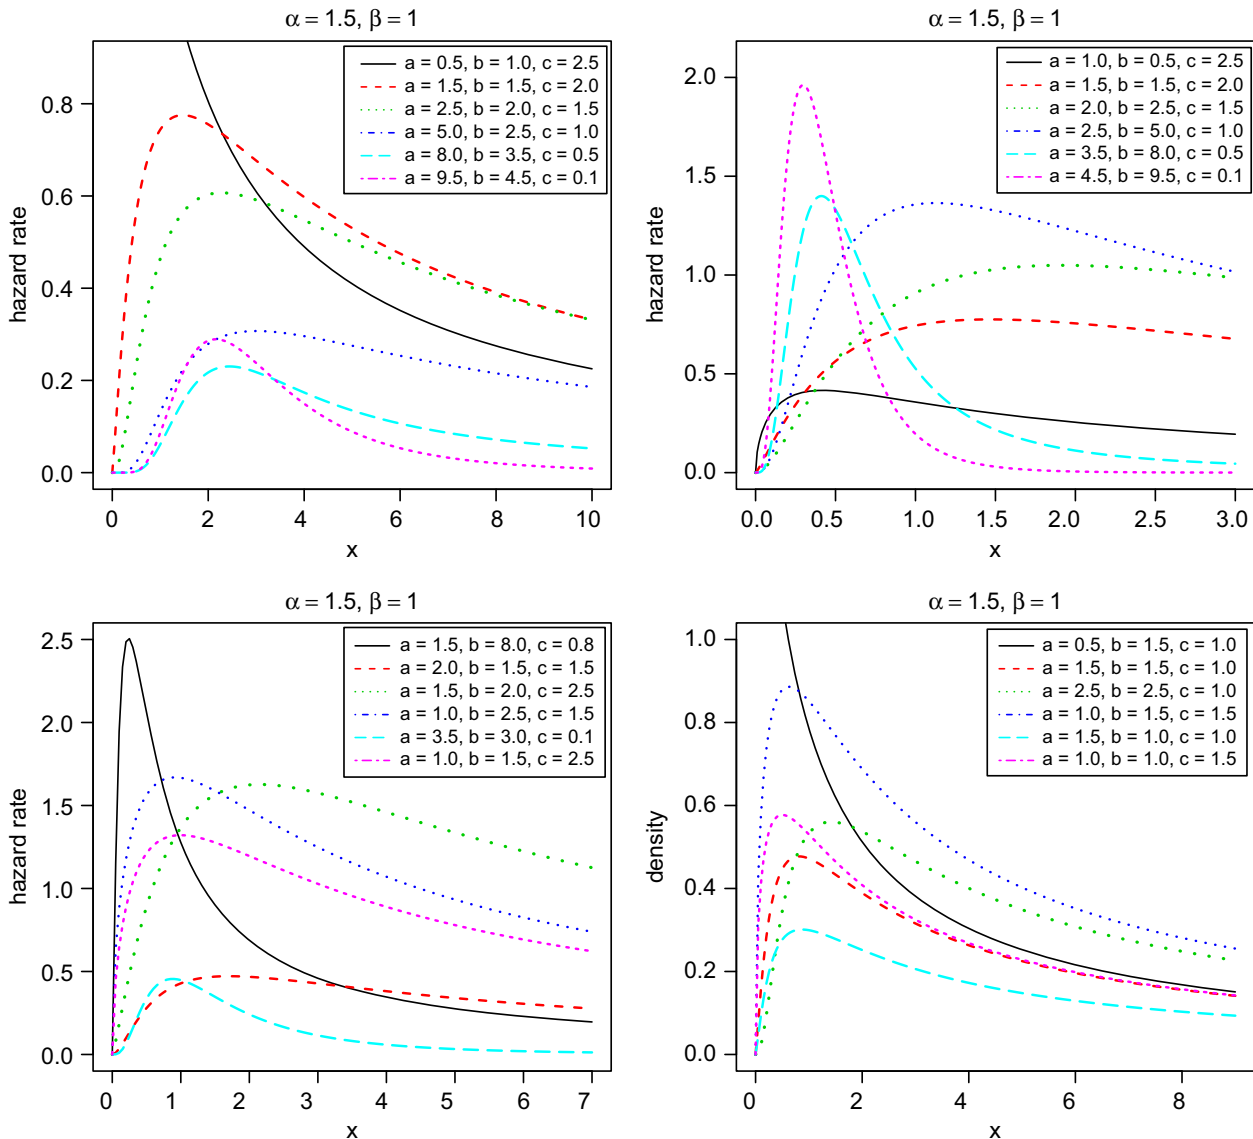 α = 1.5, β = 1
hazard rate
0.8
0.6
0.4
0.2
0.0
a = 0.5, b = 1.0, c = 2.5
a = 1.5, b = 1.5, c = 2.0
a = 2.5, b = 2.0, c = 1.5
a = 5.0, b = 2.5, c = 1.0
a = 8.0, b = 3.5, c = 0.5
a = 9.5, b = 4.5, c = 0.1
0 2 4 6 8 10
x
α = 1.5, β = 1
hazard rate
2.0
1.5
1.0
0.5
0.0
a = 1.0, b = 0.5, c = 2.5
a = 1.5, b = 1.5, c = 2.0
a = 2.0, b = 2.5, c = 1.5
a = 2.5, b = 5.0, c = 1.0
a = 3.5, b = 8.0, c = 0.5
a = 4.5, b = 9.5, c = 0.1
0.0 0.5 1.0 1.5 2.0 2.5 3.0
x
α = 1.5, β = 1
hazard rate
2.5
2.0
1.5
1.0
0.5
0.0
a = 1.5, b = 8.0, c = 0.8
a = 2.0, b = 1.5, c = 1.5
a = 1.5, b = 2.0, c = 2.5
a = 1.0, b = 2.5, c = 1.5
a = 3.5, b = 3.0, c = 0.1
a = 1.0, b = 1.5, c = 2.5
0 1 2 3 4 5 6 7
x
α = 1.5, β = 1
density
1.0
0.8
0.6
0.4
0.2
0.0
a = 0.5, b = 1.5, c = 1.0
a = 1.5, b = 1.5, c = 1.0
a = 2.5, b = 2.5, c = 1.0
a = 1.0, b = 1.5, c = 1.5
a = 1.5, b = 1.0, c = 1.0
a = 1.0, b = 1.0, c = 1.5
0 2 4 6 8
x